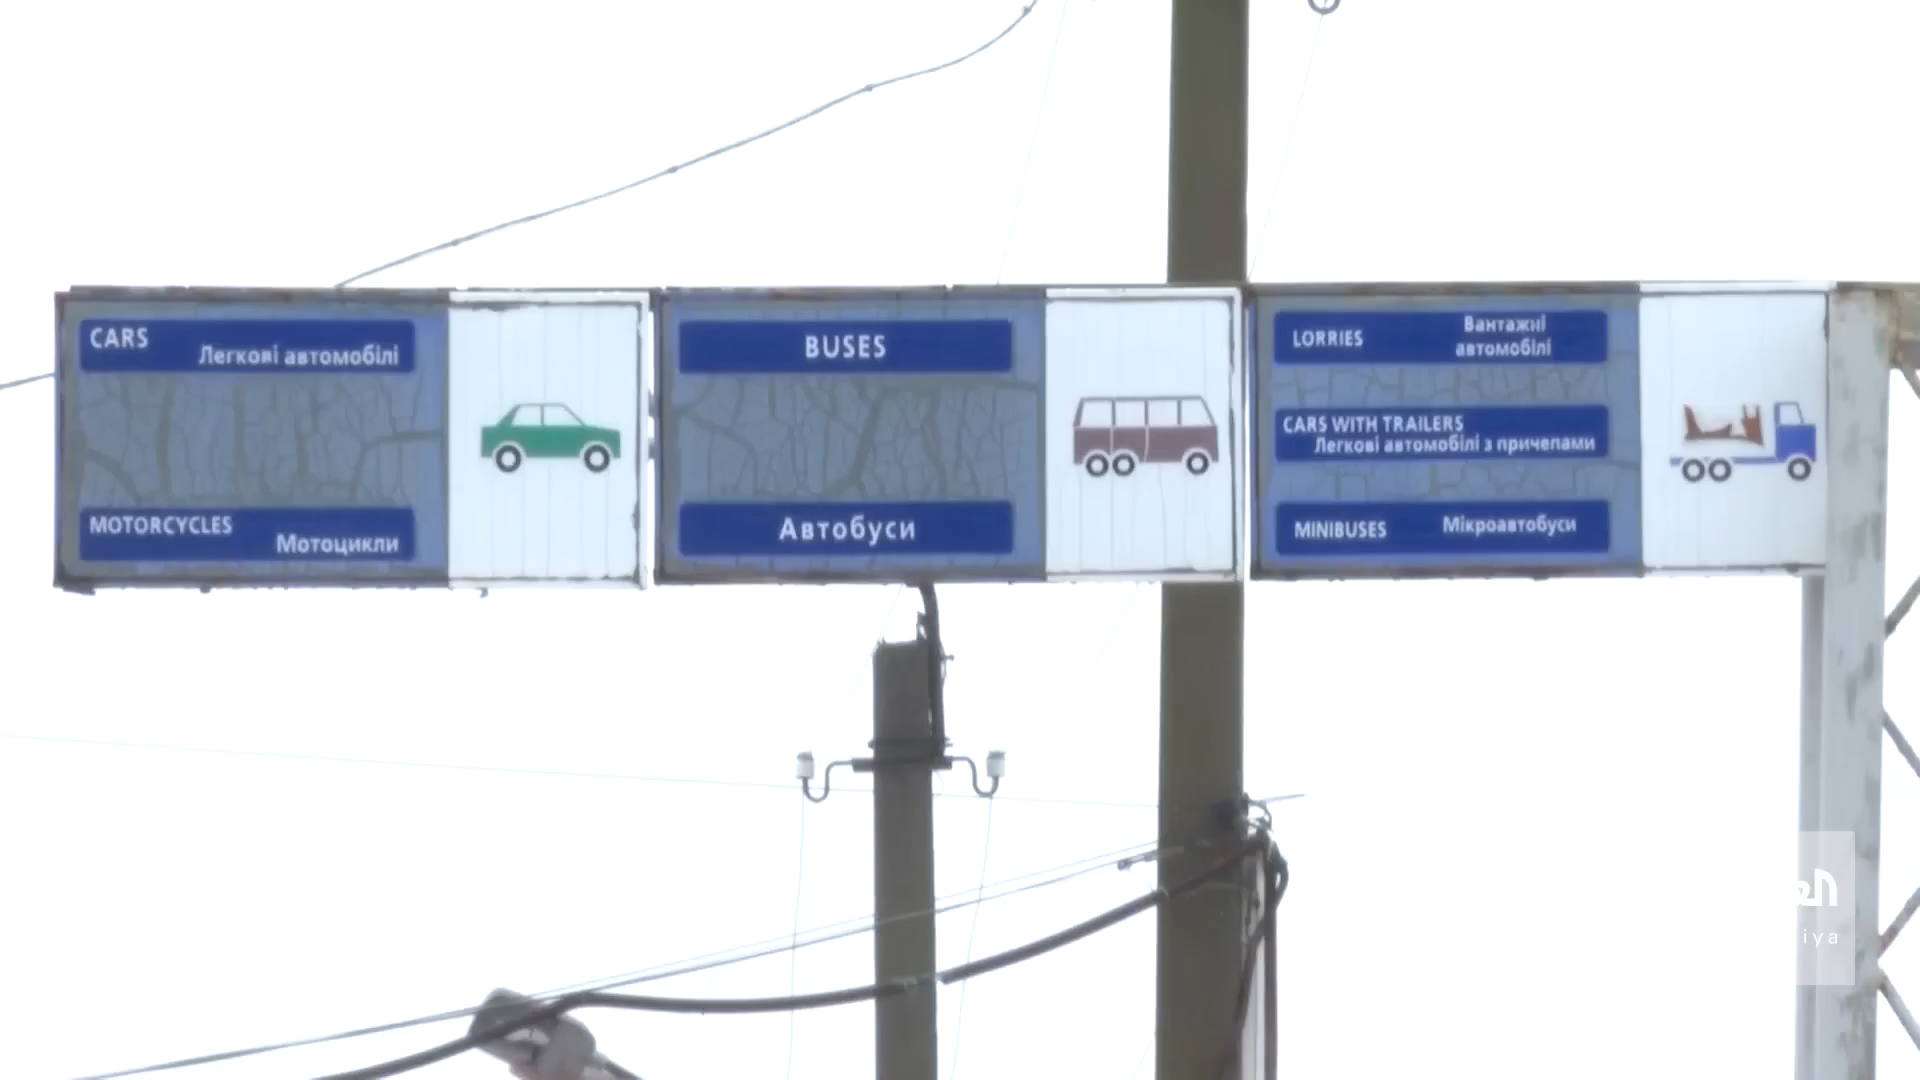 CARS
Легкові автомобілі
MOTORCYCLES
Мотоцикли
BUSES
Автобуси
LORRIES
Вантажні
автомобілі
CARS WITH TRAILERS
Легкові автомобілі з причепами
MINIBUSES
Мікроавтобуси